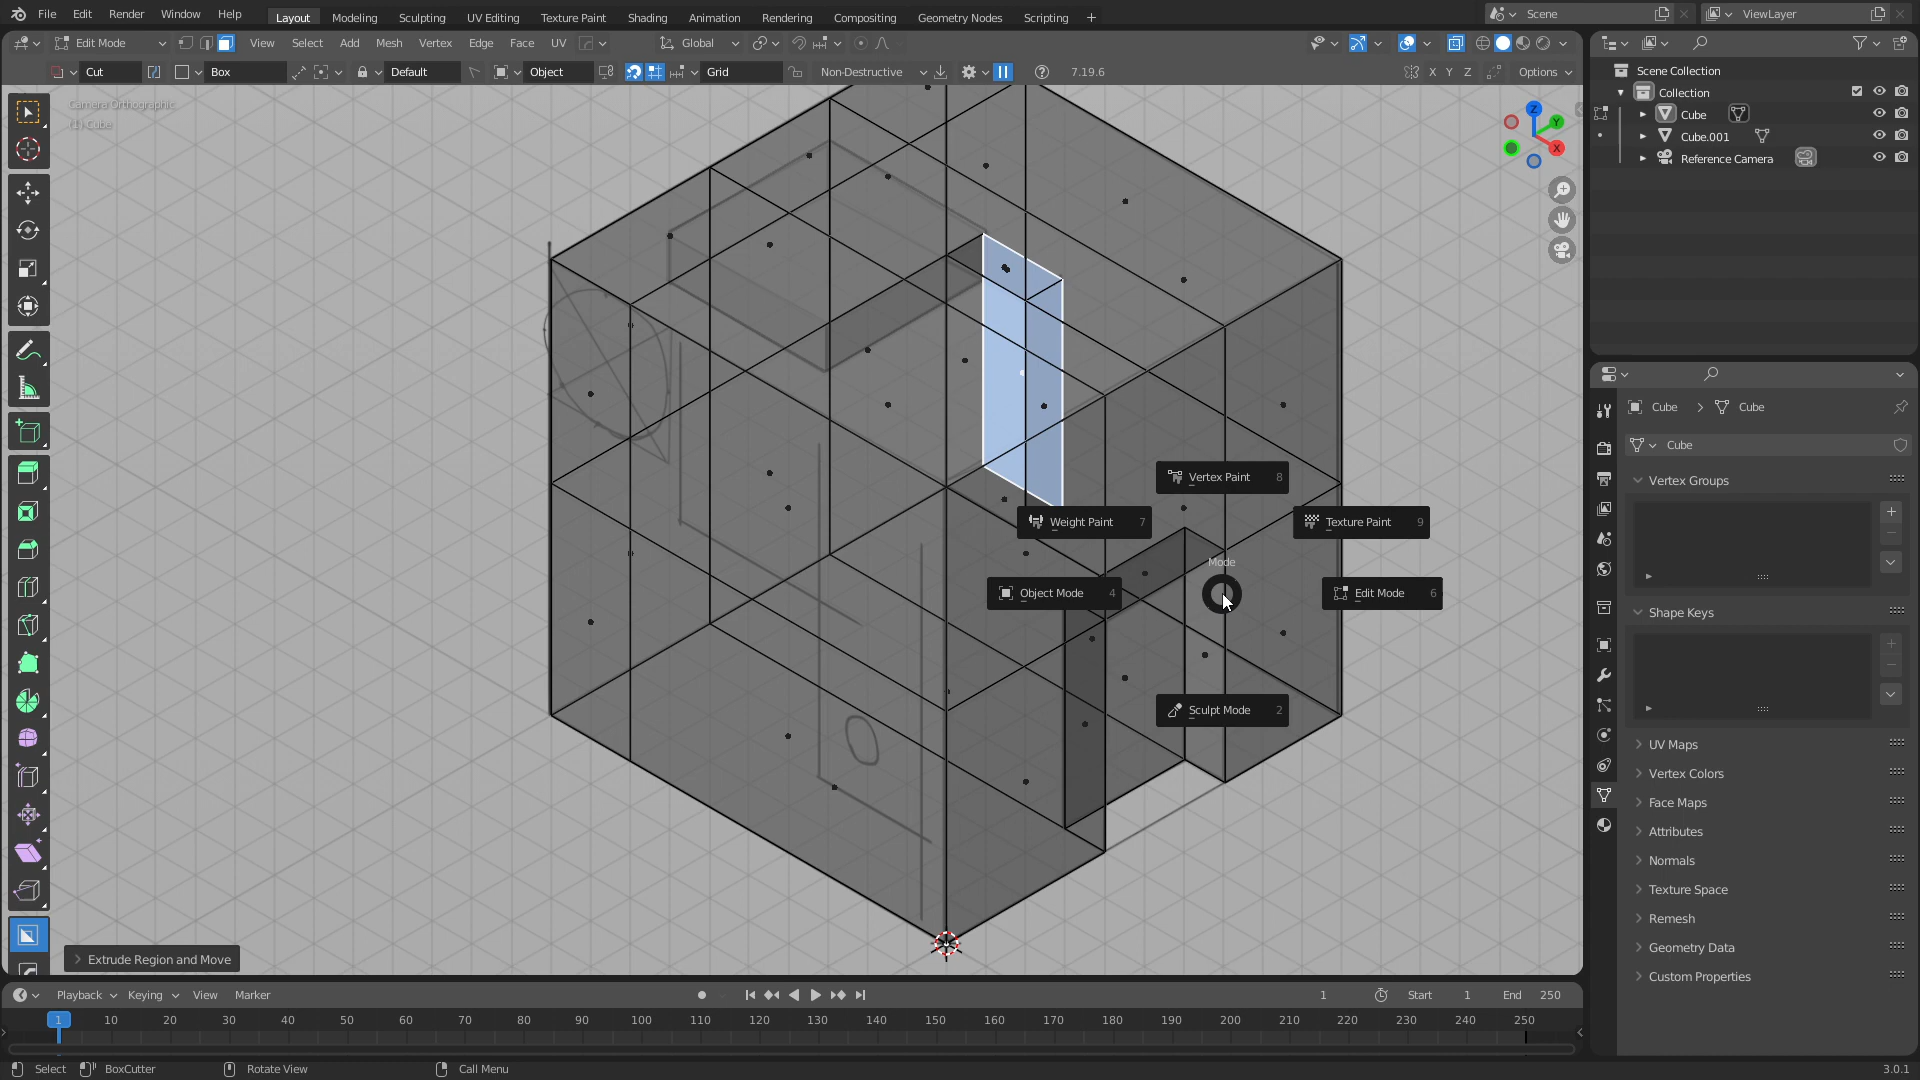 File Edit Render Window Help Layout Modeling Sculpting UV Editing Texture Paint Shading Animation Rendering Compositing Geometry Nodes Scripting + Scene ViewLayer
Edit Mode View Select Add Mesh Vertex Edge Face UV Global
Cut Box Default Object Grid Non-Destructive 7.19.6 X Y Z Options
Camera Orthographic
(1) Cube
Z
Y
X
Vertex Paint 8
Weight Paint 7
Texture Paint 9
Mode
Object Mode 4
Edit Mode 6
Sculpt Mode 2
Extrude Region and Move
Scene Collection
Collection
Cube
Cube.001
Reference Camera
Cube Cube
Cube
Vertex Groups
Shape Keys
UV Maps
Vertex Colors
Face Maps
Attributes
Normals
Texture Space
Remesh
Geometry Data
Custom Properties
Playback Keying View Marker 1 Start 1 End 250
1 10 20 30 40 50 60 70 80 90 100 110 120 130 140 150 160 170 180 190 200 210 220 230 240 250
Select BoxCutter Rotate View Call Menu 3.0.1